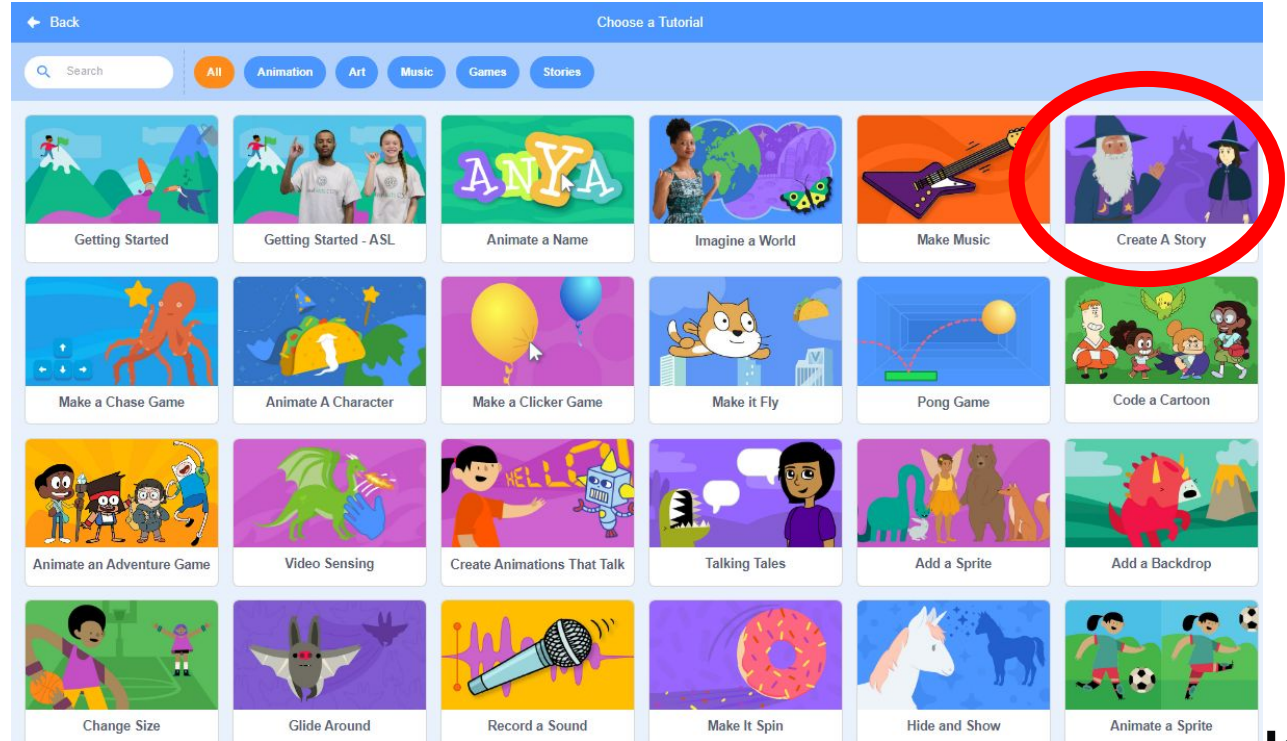 Back
Choose a Tutorial
Search
All
Animation
Art
Music
Games
Stories
ANYA
Getting Started
Getting Started - ASL
Animate a Name
Imagine a World
Make Music
Create A Story
Make a Chase Game
Animate A Character
Make a Clicker Game
Make it Fly
Pong Game
Code a Cartoon
HELLO
Animate an Adventure Game
Video Sensing
Create Animations That Talk
Talking Tales
Add a Sprite
Add a Backdrop
Change Size
Glide Around
Record a Sound
Make It Spin
Hide and Show
Animate a Sprite